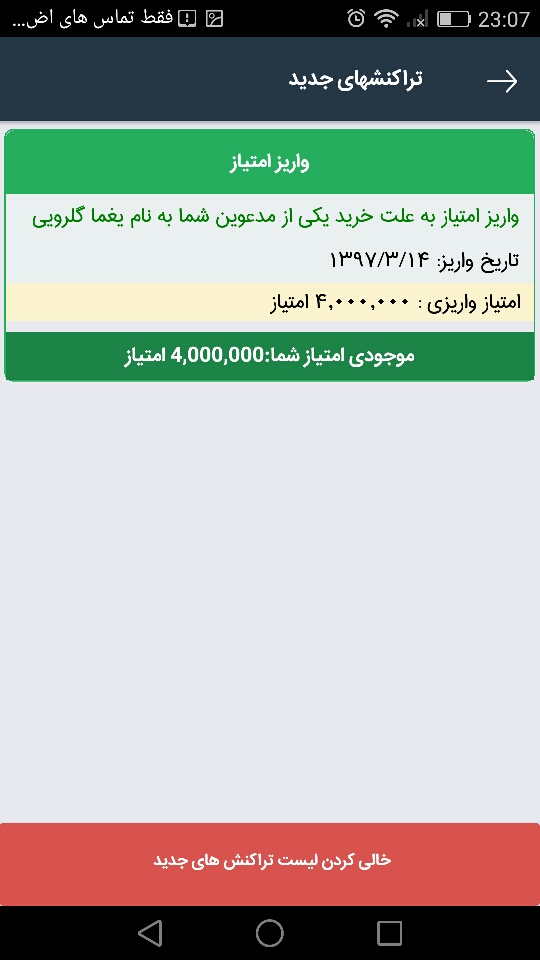 فقط تماس های اض...
23:07
تراکنشهای جدید
واریز امتیاز
واریز امتیاز به علت خرید یکی از مدعوین شما به نام یغما گلرویی
تاریخ واریز: ۱۳۹۷/۳/۱۴
امتیاز واریزی : ۴,۰۰۰,۰۰۰ امتیاز
موجودی امتیاز شما:4,000,000 امتیاز
خالی کردن لیست تراکنش های جدید